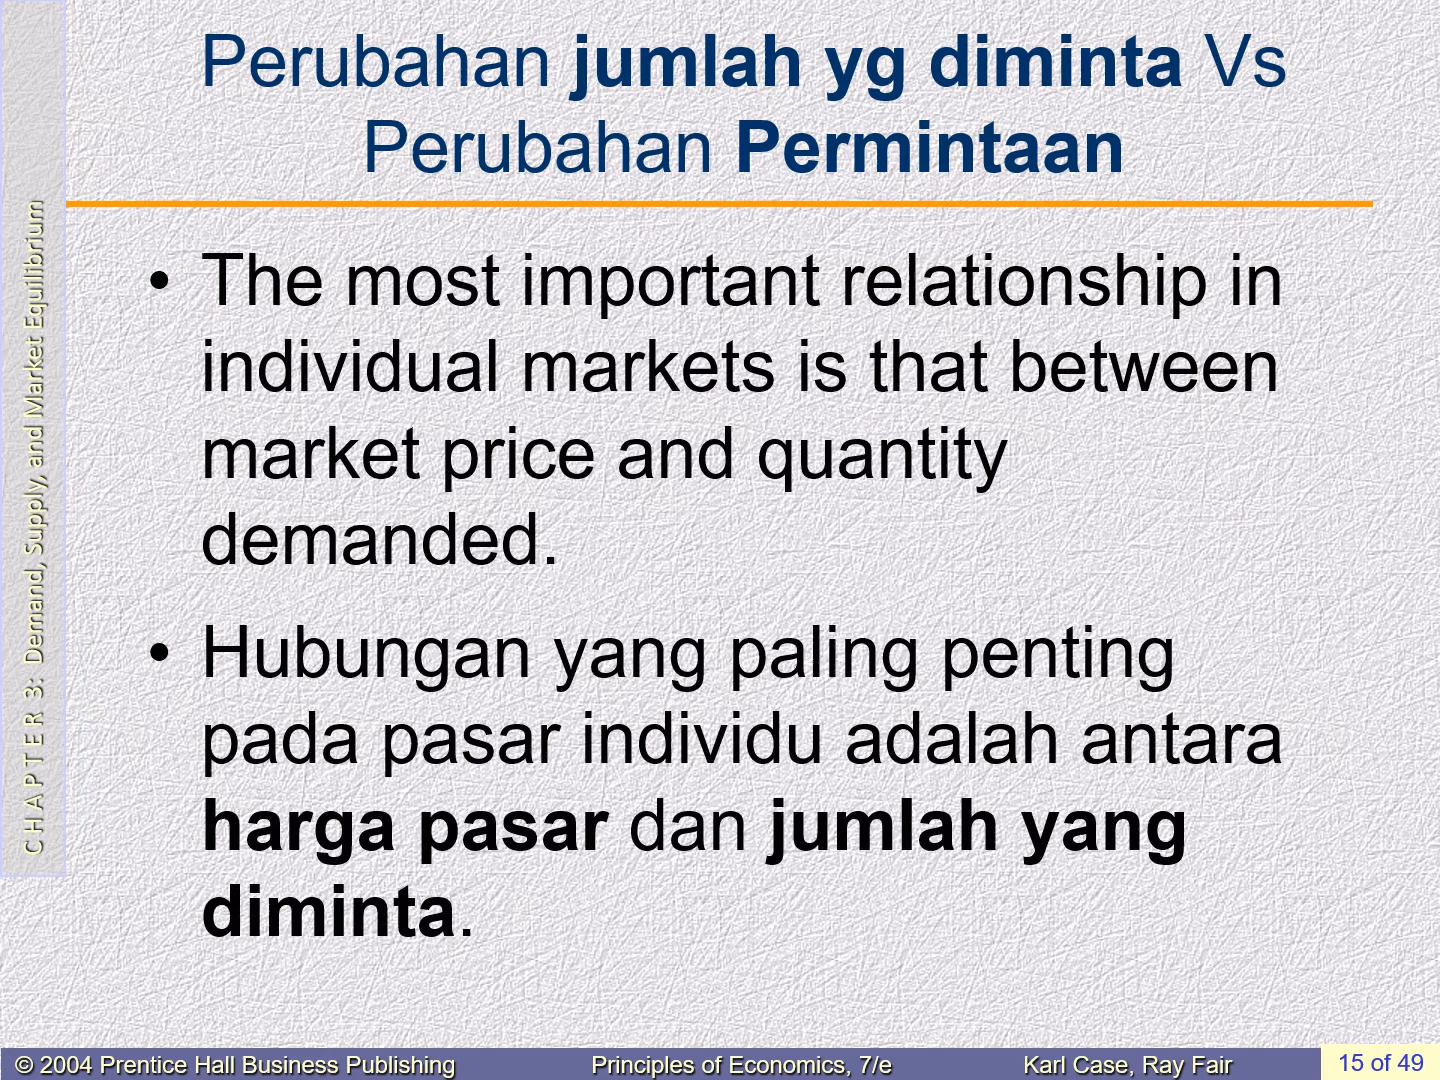 Perubahan jumlah yg diminta Vs
Perubahan Permintaan
• The most important relationship in
individual markets is that between
market price and quantity
demanded.
• Hubungan yang paling penting
pada pasar individu adalah antara
harga pasar dan jumlah yang
diminta.
C H A P T E R 3: Demand, Supply, and Market Equilibrium
© 2004 Prentice Hall Business Publishing Principles of Economics, 7/e Karl Case, Ray Fair 15 of 49